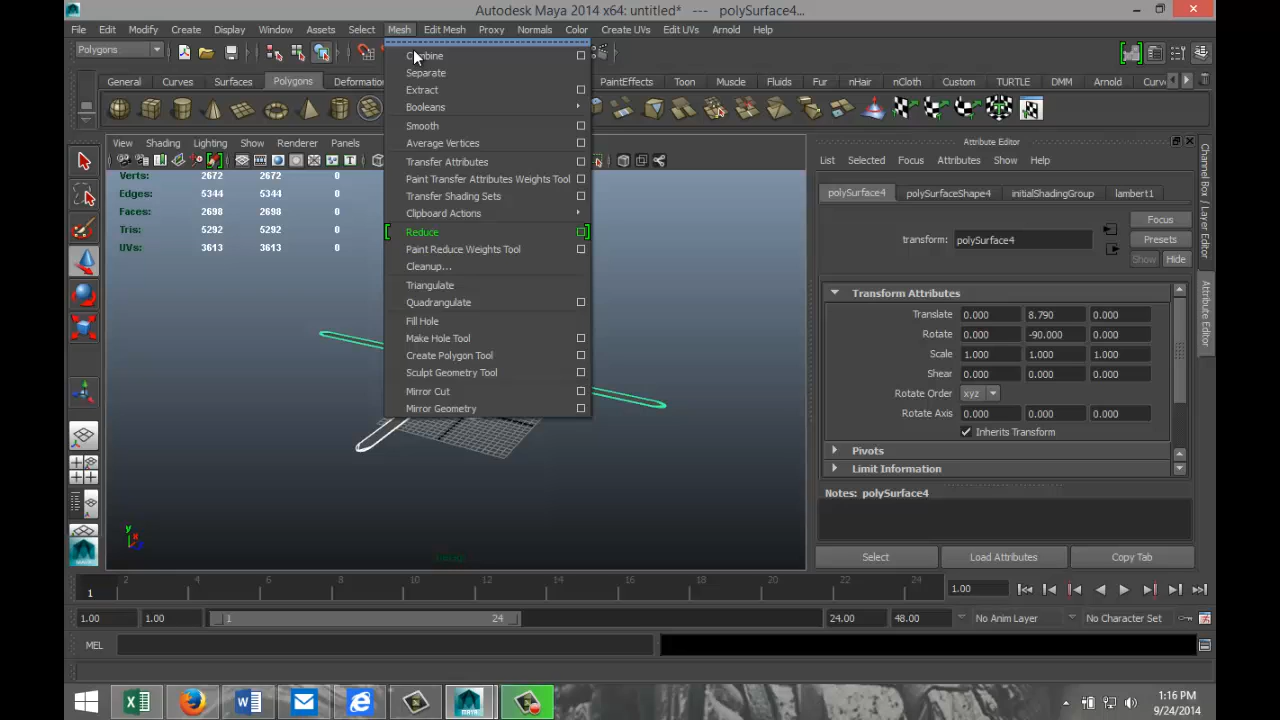 Autodesk Maya 2014 x64: untitled* --- polySurface4...
File Edit Modify Create Display Window Assets Select Mesh Edit Mesh Proxy Normals Color Create UVs Edit UVs Arnold Help
Polygons
General Curves Surfaces Polygons Deformation PaintEffects Toon Muscle Fluids Fur nHair nCloth Custom TURTLE DMM Arnold Curv
Combine
Separate
Extract
Booleans
Smooth
Average Vertices
Transfer Attributes
Paint Transfer Attributes Weights Tool
Transfer Shading Sets
Clipboard Actions
Reduce
Paint Reduce Weights Tool
Cleanup...
Triangulate
Quadrangulate
Fill Hole
Make Hole Tool
Create Polygon Tool
Sculpt Geometry Tool
Mirror Cut
Mirror Geometry
View Shading Lighting Show Renderer Panels
Verts: 2672 2672 0
Edges: 5344 5344 0
Faces: 2698 2698 0
Tris: 5292 5292 0
UVs: 3613 3613 0
y
Attribute Editor
List Selected Focus Attributes Show Help
polySurface4 polySurfaceShape4 initialShadingGroup lambert1
Focus
transform: polySurface4 Presets
Show Hide
Transform Attributes
Translate 0.000 8.790 0.000
Rotate 0.000 -90.000 0.000
Scale 1.000 1.000 1.000
Shear 0.000 0.000 0.000
Rotate Order xyz
Rotate Axis 0.000 0.000 0.000
Inherits Transform
Pivots
Limit Information
Notes: polySurface4
Select Load Attributes Copy Tab
Channel Box / Layer Editor
Attribute Editor
2 4 6 8 10 12 14 16 18 20 22 24
1 1.00
1.00 1.00 1 24 24.00 48.00 No Anim Layer No Character Set
MEL
1:16 PM
9/24/2014